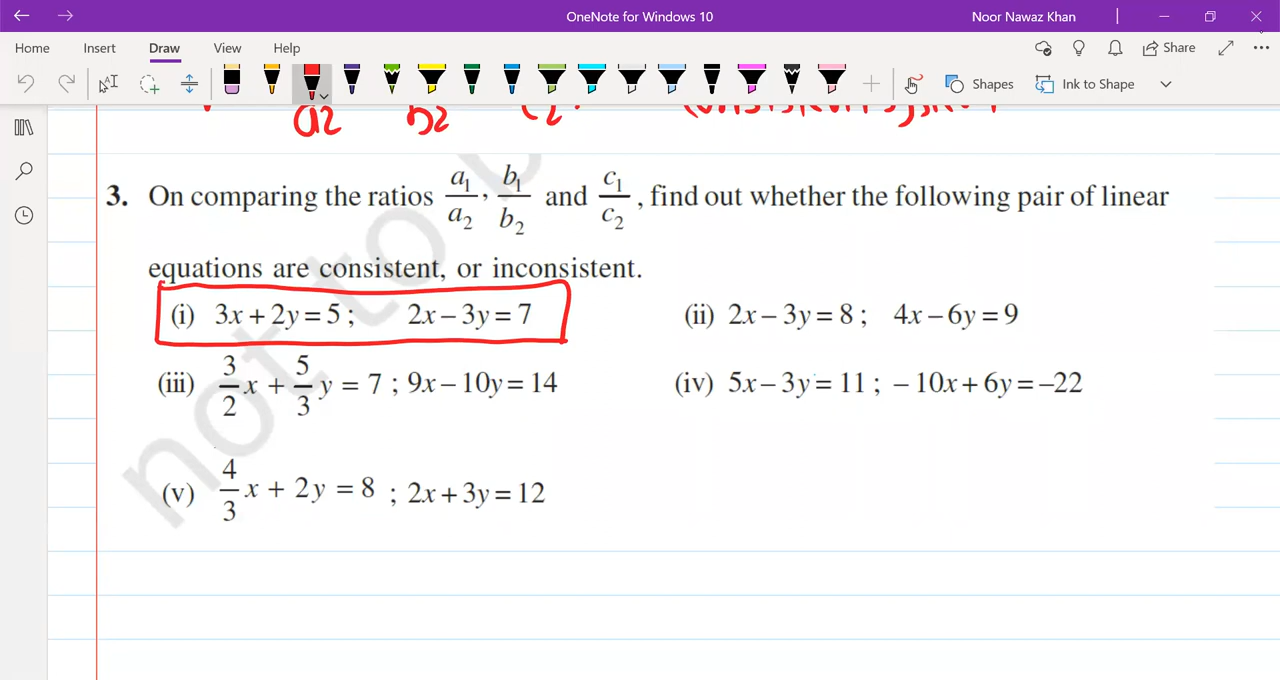 OneNote for Windows 10
Noor Nawaz Khan
Home Insert Draw View Help
Share
Shapes Ink to Shape
a2 b2 c2
3. On comparing the ratios a₁/a₂, b₁/b₂ and c₁/c₂, find out whether the following pair of linear
equations are consistent, or inconsistent.
(i) 3x + 2y = 5 ; 2x – 3y = 7 (ii) 2x – 3y = 8 ; 4x – 6y = 9
(iii) 3/2 x + 5/3 y = 7 ; 9x – 10y = 14 (iv) 5x – 3y = 11 ; – 10x + 6y = –22
(v) 4/3 x + 2y = 8 ; 2x + 3y = 12
not to b